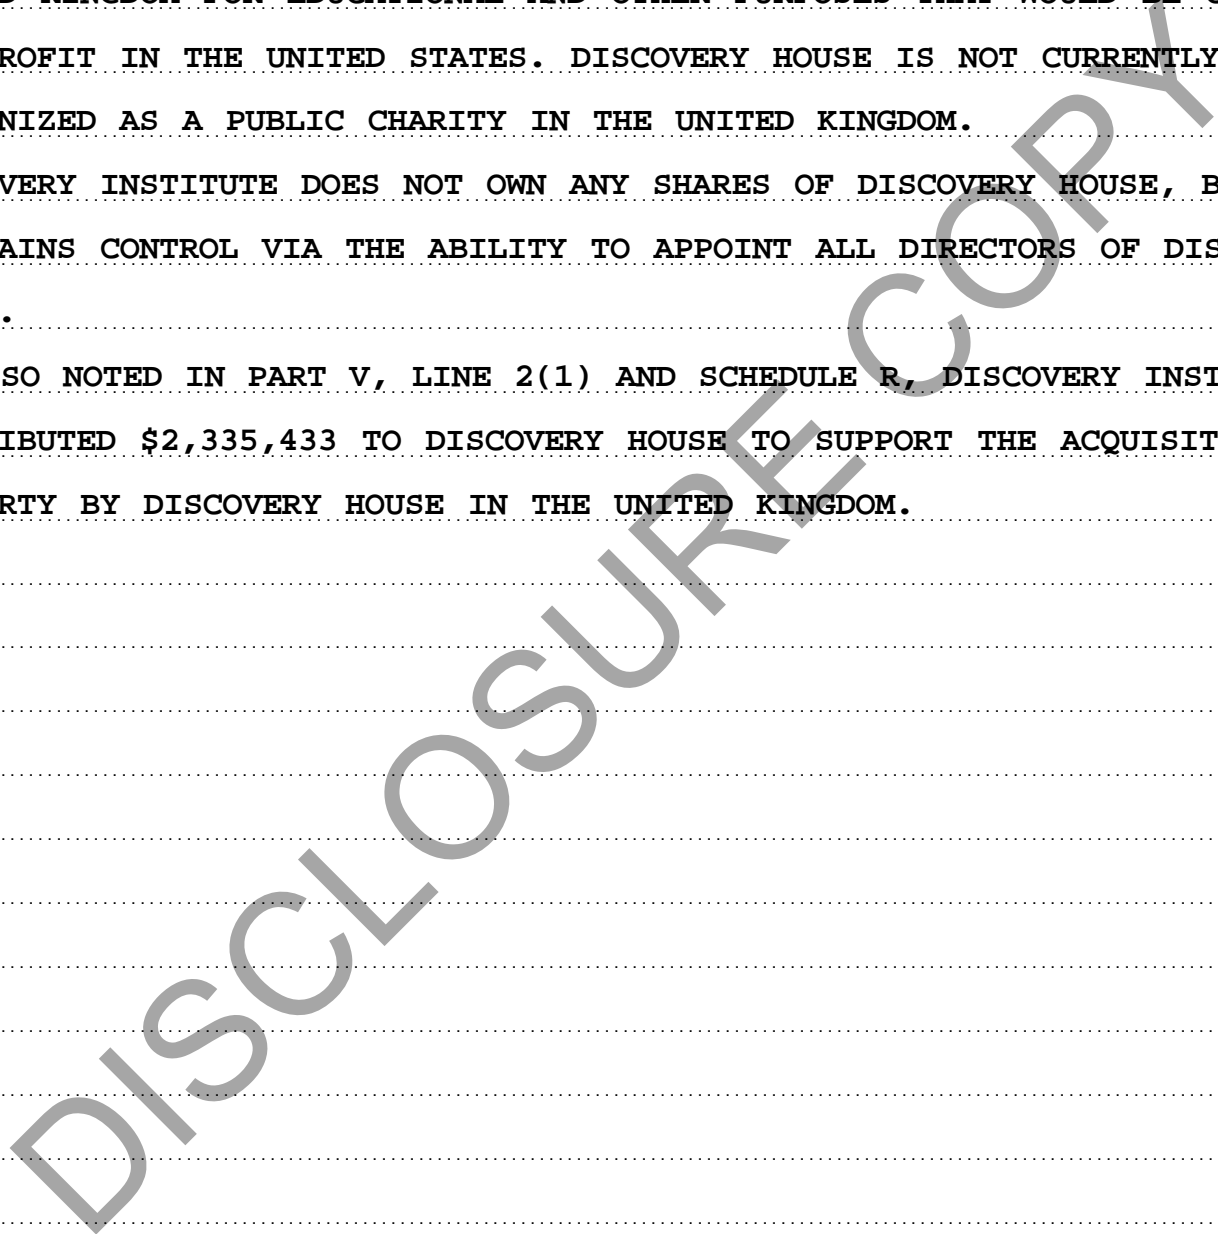 KINGDOM FOR EDUCATIONAL AND OTHER PURPOSES THAT WOULD BE
ROFIT IN THE UNITED STATES. DISCOVERY HOUSE IS NOT CURRENTLY
NIZED AS A PUBLIC CHARITY IN THE UNITED KINGDOM.
VERY INSTITUTE DOES NOT OWN ANY SHARES OF DISCOVERY HOUSE, B
AINS CONTROL VIA THE ABILITY TO APPOINT ALL DIRECTORS OF DIS
.
SO NOTED IN PART V, LINE 2(1) AND SCHEDULE R, DISCOVERY INST
IBUTED $2,335,433 TO DISCOVERY HOUSE TO SUPPORT THE ACQUISIT
RTY BY DISCOVERY HOUSE IN THE UNITED KINGDOM.
DISCLOSURE COPY